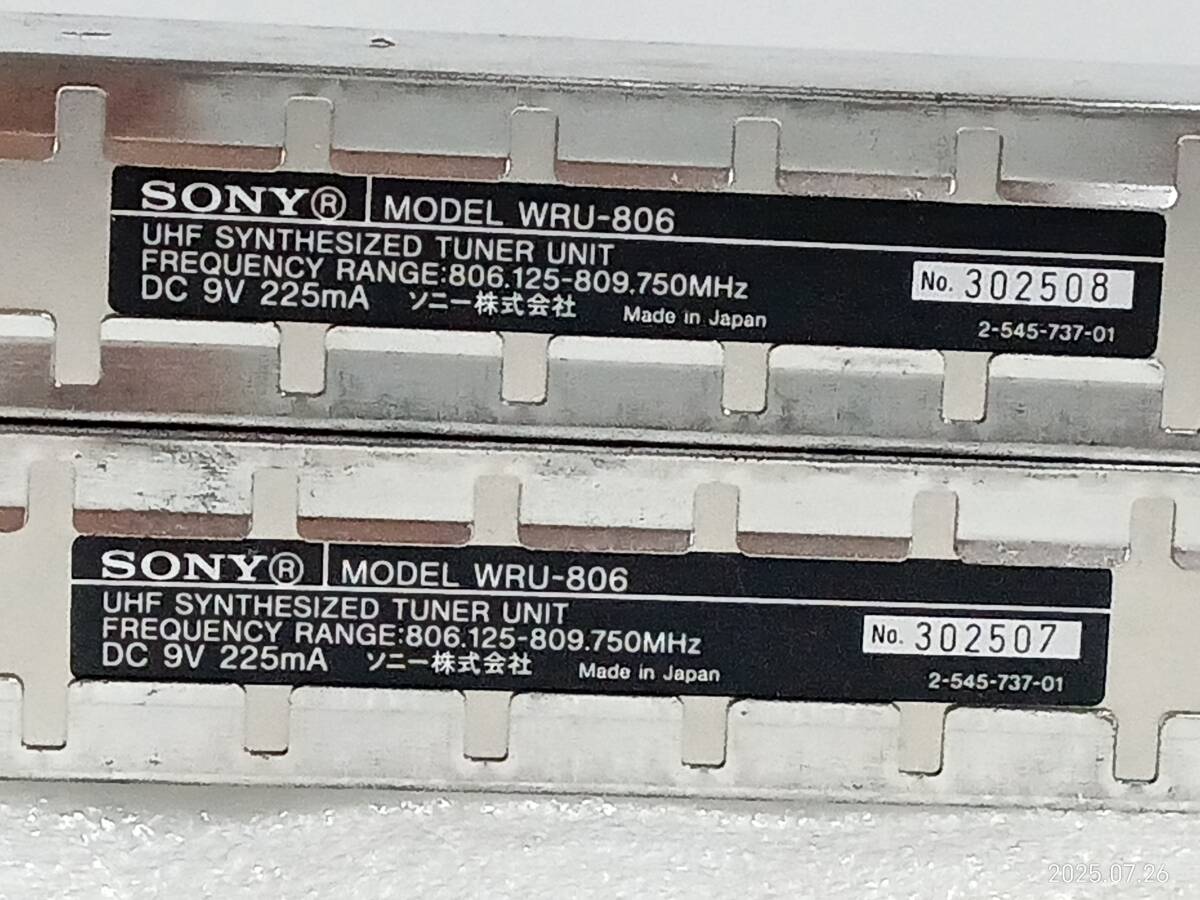 SONY® MODEL WRU-806
UHF SYNTHESIZED TUNER UNIT
FREQUENCY RANGE:806.125-809.750MHz
DC 9V 225mA ソニー株式会社 Made in Japan
No. 302508
2-545-737-01
SONY® MODEL WRU-806
UHF SYNTHESIZED TUNER UNIT
FREQUENCY RANGE:806.125-809.750MHz
DC 9V 225mA ソニー株式会社 Made in Japan
No. 302507
2-545-737-01
2025.07.26